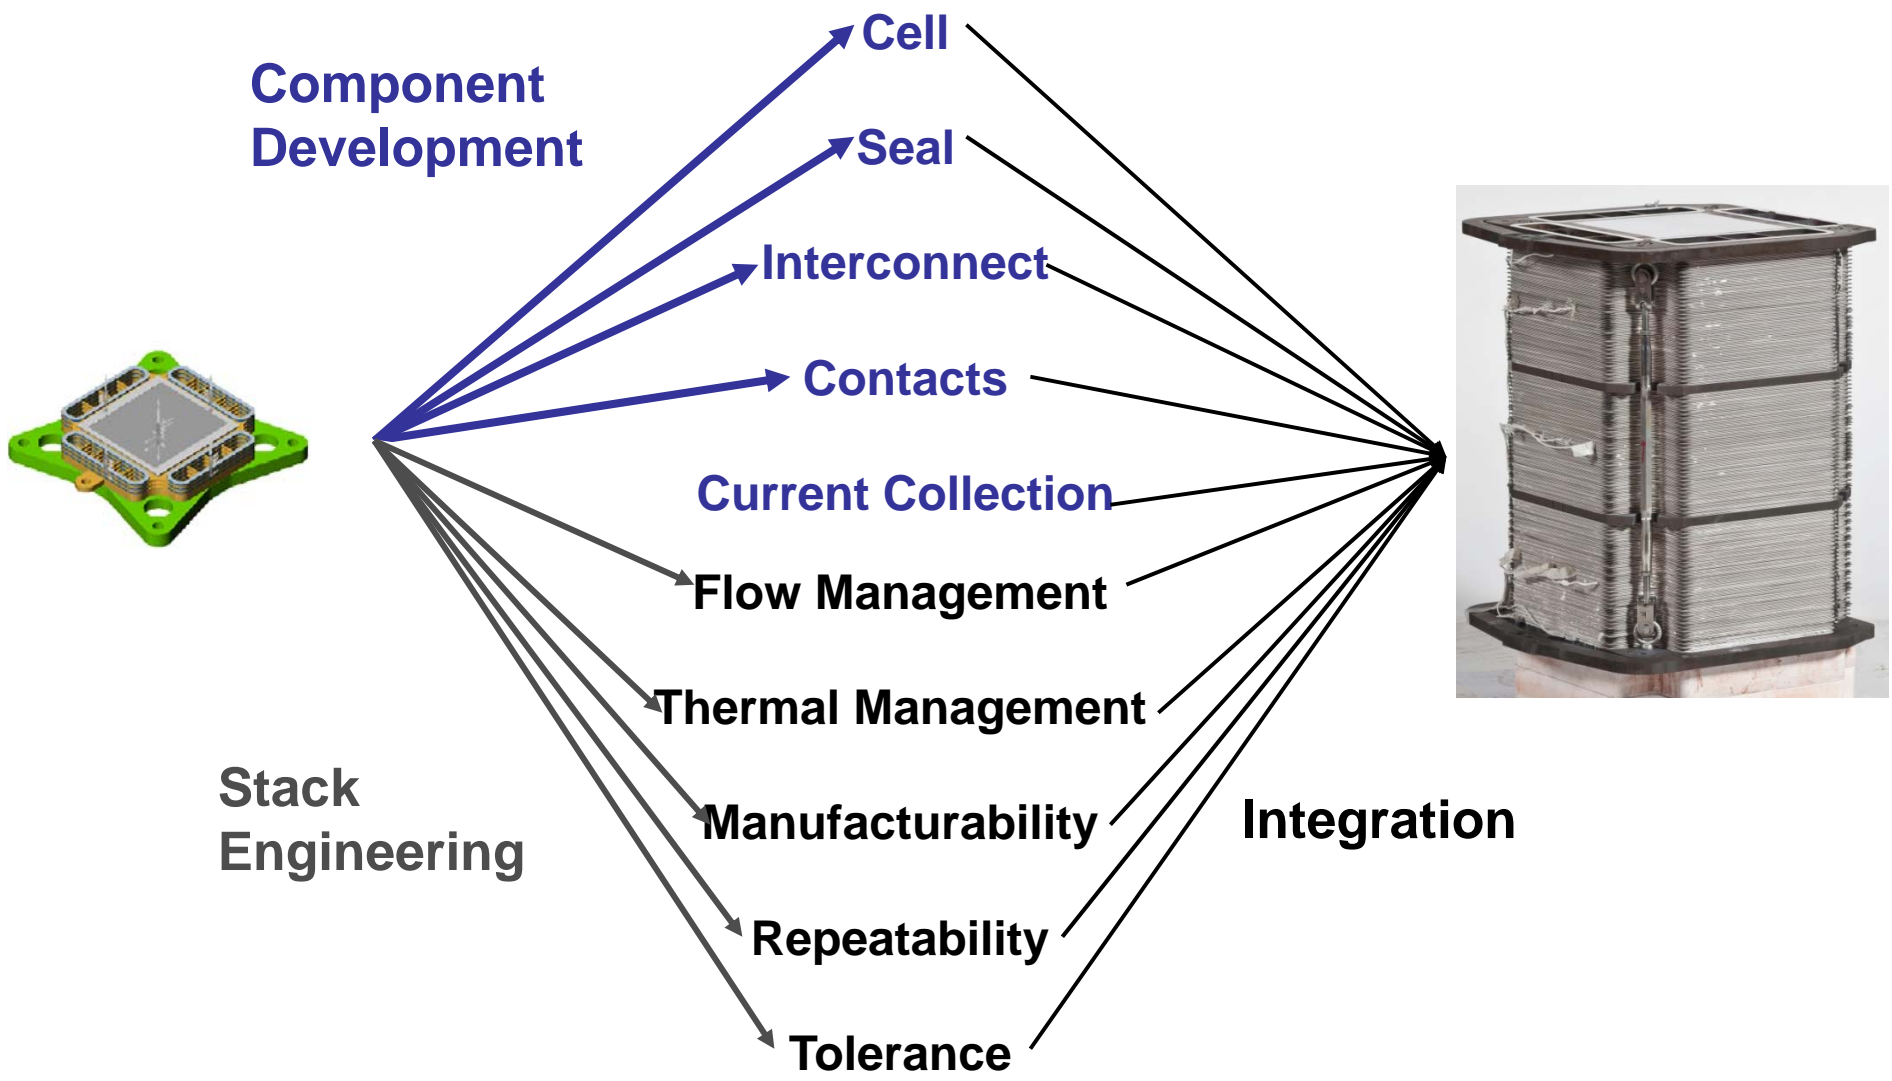 Component
Development
Cell
Seal
Interconnect
Contacts
Current Collection
Flow Management
Thermal Management
Manufacturability
Repeatability
Tolerance
Stack
Engineering
Integration